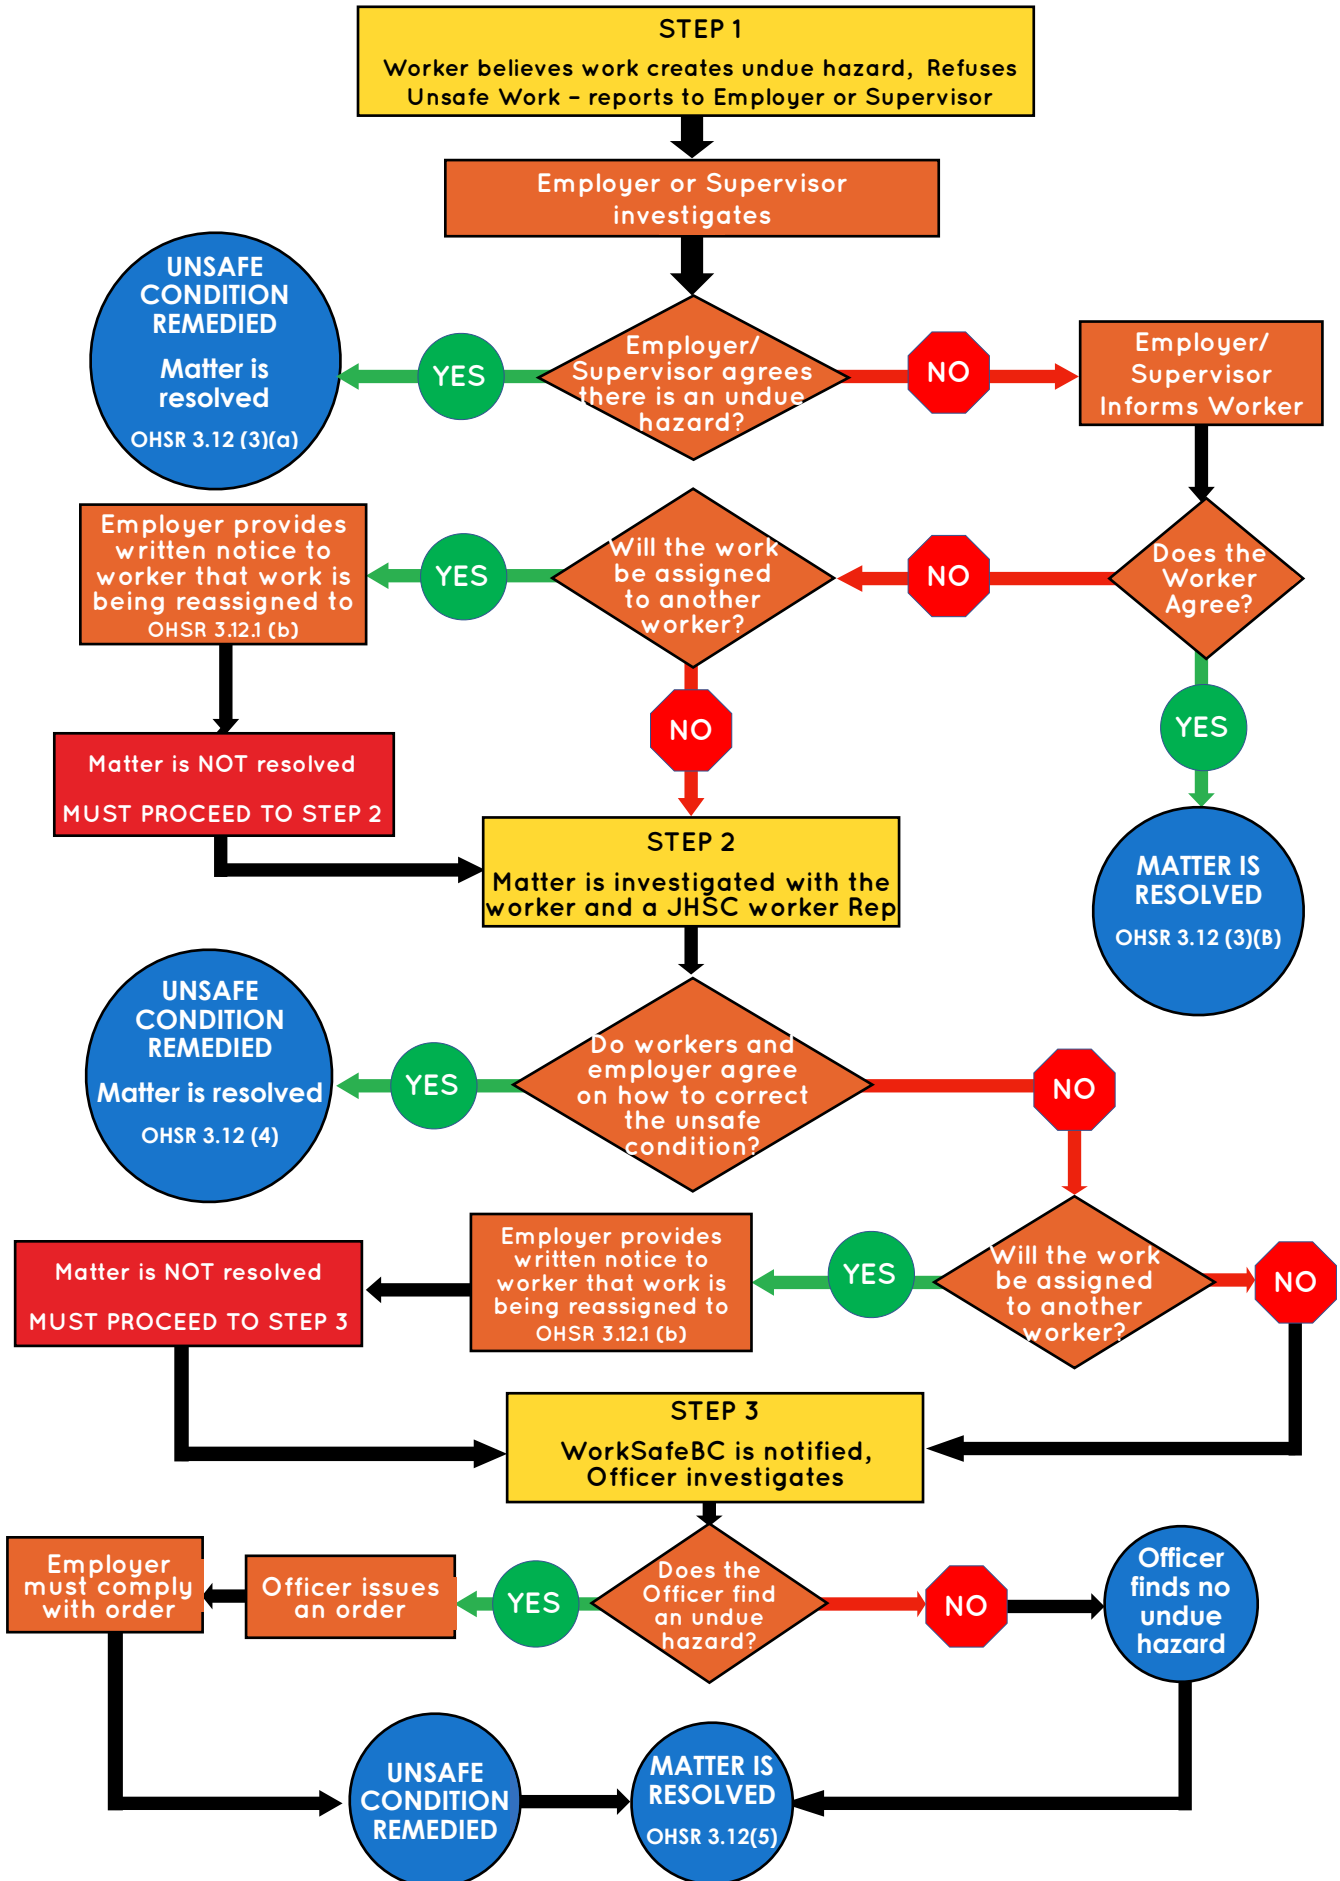 STEP 1
Worker believes work creates undue hazard, Refuses
Unsafe Work – reports to Employer or Supervisor
Employer or Supervisor
investigates
UNSAFE
CONDITION
REMEDIED
Matter is
resolved
OHSR 3.12 (3)(a)
YES
Employer/
Supervisor agrees
there is an undue
hazard?
NO
Employer/
Supervisor
Informs Worker
Employer provides
written notice to
worker that work is
being reassigned to
OHSR 3.12.1 (b)
YES
Will the work
be assigned
to another
worker?
NO
Does the
Worker
Agree?
NO
YES
Matter is NOT resolved
MUST PROCEED TO STEP 2
STEP 2
Matter is investigated with the
worker and a JHSC worker Rep
MATTER IS
RESOLVED
OHSR 3.12 (3)(B)
UNSAFE
CONDITION
REMEDIED
Matter is resolved
OHSR 3.12 (4)
YES
Do workers and
employer agree
on how to correct
the unsafe
condition?
NO
Matter is NOT resolved
MUST PROCEED TO STEP 3
Employer provides
written notice to
worker that work is
being reassigned to
OHSR 3.12.1 (b)
YES
Will the work
be assigned
to another
worker?
NO
STEP 3
WorkSafeBC is notified,
Officer investigates
Employer
must comply
with order
Officer issues
an order
YES
Does the
Officer find
an undue
hazard?
NO
Officer
finds no
undue
hazard
UNSAFE
CONDITION
REMEDIED
MATTER IS
RESOLVED
OHSR 3.12(5)